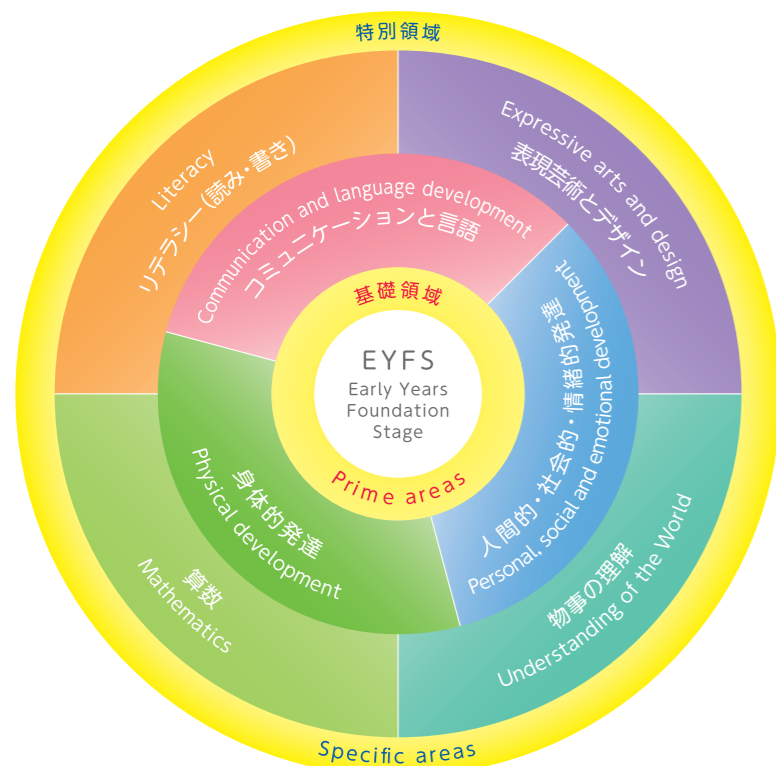 特別領域
Literacy
リテラシー(読み・書き)
Expressive arts and design
表現芸術とデザイン
Communication and language development
コミュニケーションと言語
基礎領域
EYFS
Early Years
Foundation
Stage
Prime areas
人間的・社会的・情緒的発達
Personal, social and emotional development
身体的発達
Physical development
算数
Mathematics
物事の理解
Understanding of the World
Specific areas